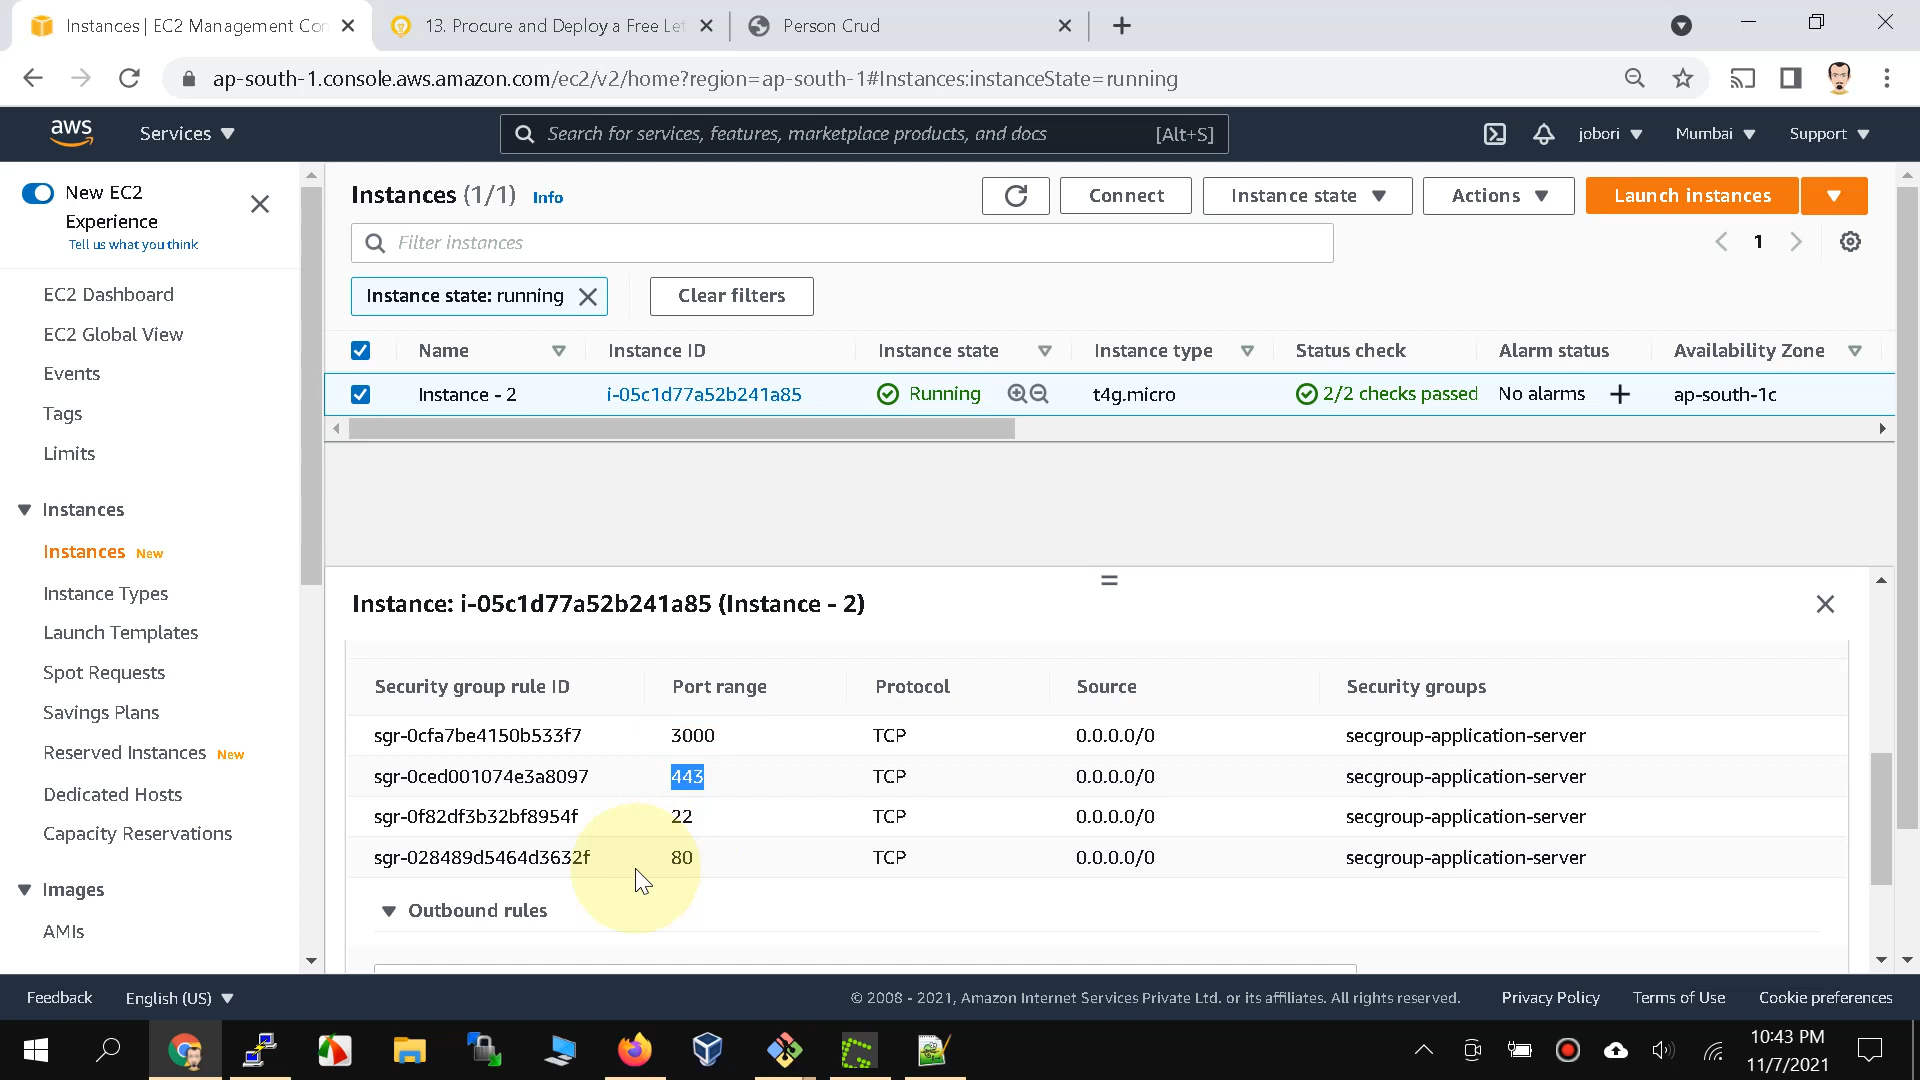 Instances | EC2 Management Con
13. Procure and Deploy a Free Let
Person Crud
ap-south-1.console.aws.amazon.com/ec2/v2/home?region=ap-south-1#Instances:instanceState=running
aws
Services
Search for services, features, marketplace products, and docs
[Alt+S]
jobori
Mumbai
Support
New EC2
Experience
Tell us what you think
EC2 Dashboard
EC2 Global View
Events
Tags
Limits
Instances
Instances New
Instance Types
Launch Templates
Spot Requests
Savings Plans
Reserved Instances New
Dedicated Hosts
Capacity Reservations
Images
AMIs
Instances (1/1) Info
Connect
Instance state
Actions
Launch instances
Filter instances
1
Instance state: running
Clear filters
Name
Instance ID
Instance state
Instance type
Status check
Alarm status
Availability Zone
Instance - 2
i-05c1d77a52b241a85
Running
t4g.micro
2/2 checks passed
No alarms
ap-south-1c
Instance: i-05c1d77a52b241a85 (Instance - 2)
Security group rule ID
Port range
Protocol
Source
Security groups
sgr-0cfa7be4150b533f7
3000
TCP
0.0.0.0/0
secgroup-application-server
sgr-0ced001074e3a8097
443
TCP
0.0.0.0/0
secgroup-application-server
sgr-0f82df3b32bf8954f
22
TCP
0.0.0.0/0
secgroup-application-server
sgr-028489d5464d3632f
80
TCP
0.0.0.0/0
secgroup-application-server
Outbound rules
Feedback
English (US)
© 2008 - 2021, Amazon Internet Services Private Ltd. or its affiliates. All rights reserved.
Privacy Policy
Terms of Use
Cookie preferences
10:43 PM
11/7/2021